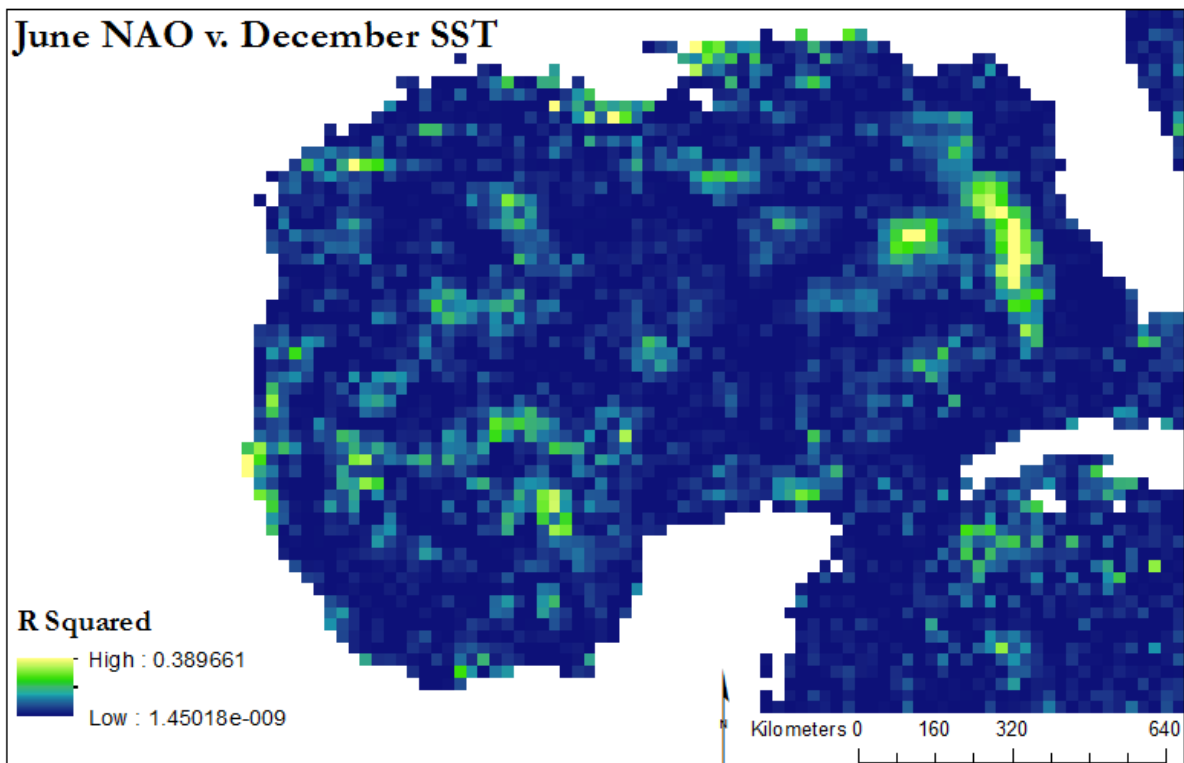 June NAO v. December SST
R Squared
High : 0.389661
Low : 1.45018e-009
N
Kilometers 0 160 320 640